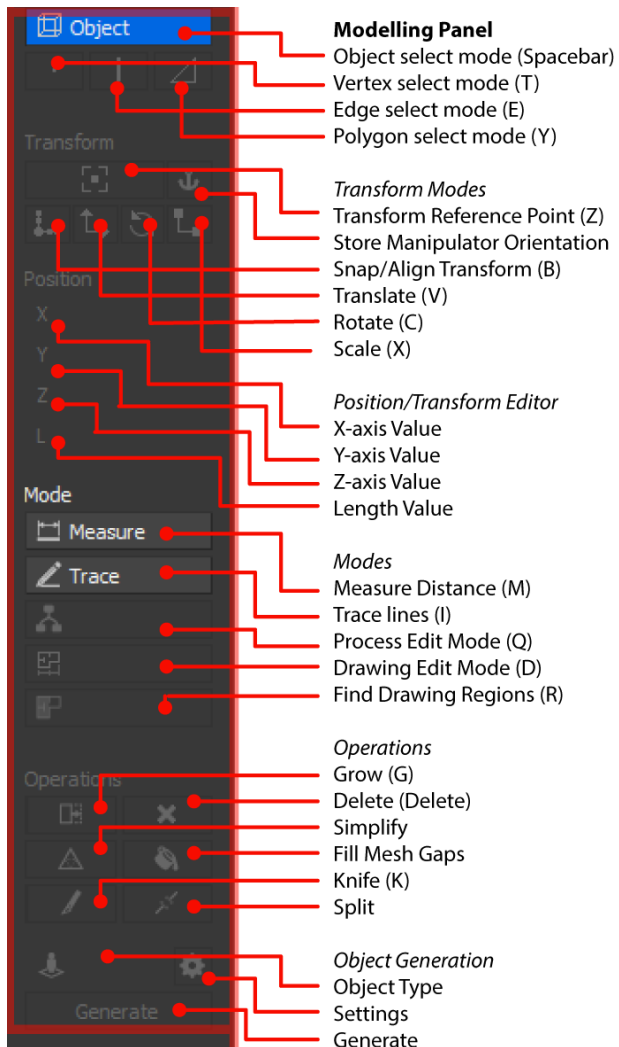 Object
Modelling Panel
Object select mode (Spacebar)
Vertex select mode (T)
Edge select mode (E)
Polygon select mode (Y)
Transform
Transform Modes
Transform Reference Point (Z)
Store Manipulator Orientation
Snap/Align Transform (B)
Translate (V)
Rotate (C)
Scale (X)
Position
X
Y
Z
L
Position/Transform Editor
X-axis Value
Y-axis Value
Z-axis Value
Length Value
Mode
Measure
Trace
Modes
Measure Distance (M)
Trace lines (I)
Process Edit Mode (Q)
Drawing Edit Mode (D)
Find Drawing Regions (R)
Operations
Operations
Grow (G)
Delete (Delete)
Simplify
Fill Mesh Gaps
Knife (K)
Split
Generate
Object Generation
Object Type
Settings
Generate